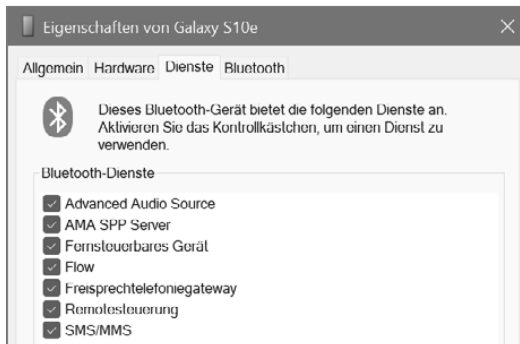 Eigenschaften von Galaxy S10e
Allgemein Hardware Dienste Bluetooth
Dieses Bluetooth-Gerät bietet die folgenden Dienste an.
Aktivieren Sie das Kontrollkästchen, um einen Dienst zu
verwenden.
Bluetooth-Dienste
Advanced Audio Source
AMA SPP Server
Fernsteuerbares Gerät
Flow
Freisprechtelefoniegateway
Remotesteuerung
SMS/MMS